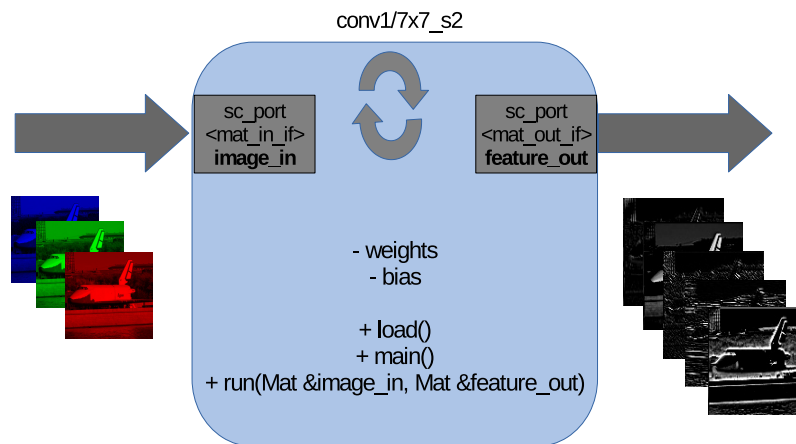 conv1/7x7_s2
sc_port
<mat_in_if>
image_in
sc_port
<mat_out_if>
feature_out
- weights
- bias
+ load()
+ main()
+ run(Mat &image_in, Mat &feature_out)